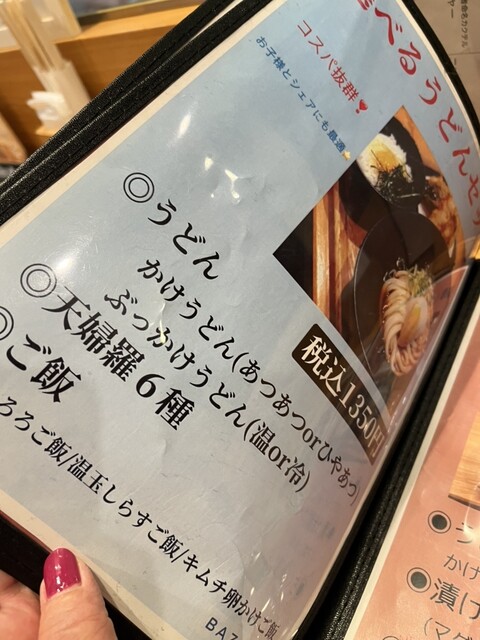 べるうどんセ
コスパ抜群
お子様とシェアにも最適
◎うどん
かけうどん(あつあつorひやあつ)
ぶっかけうどん(温or冷)
税込1350円
◎天婦羅6種
◎ご飯
ろろご飯/温玉しらすご飯/キムチ卵かけご飯
かけ
漬け